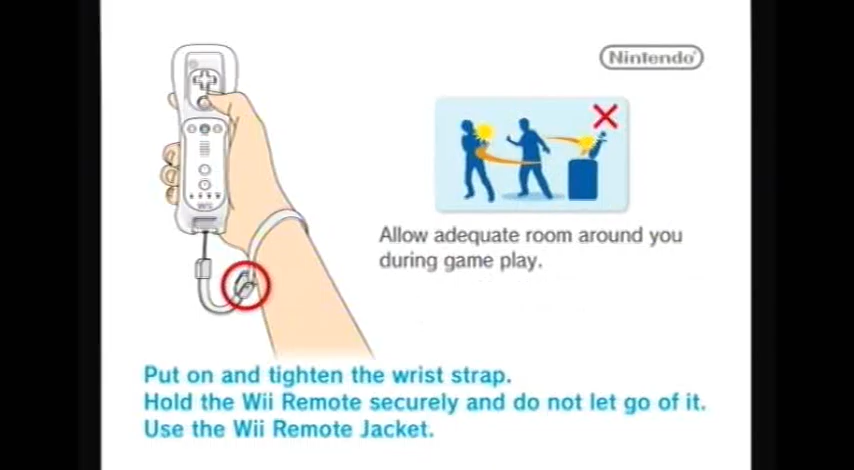 Nintendo
Wii
Allow adequate room around you
during game play.
Put on and tighten the wrist strap.
Hold the Wii Remote securely and do not let go of it.
Use the Wii Remote Jacket.